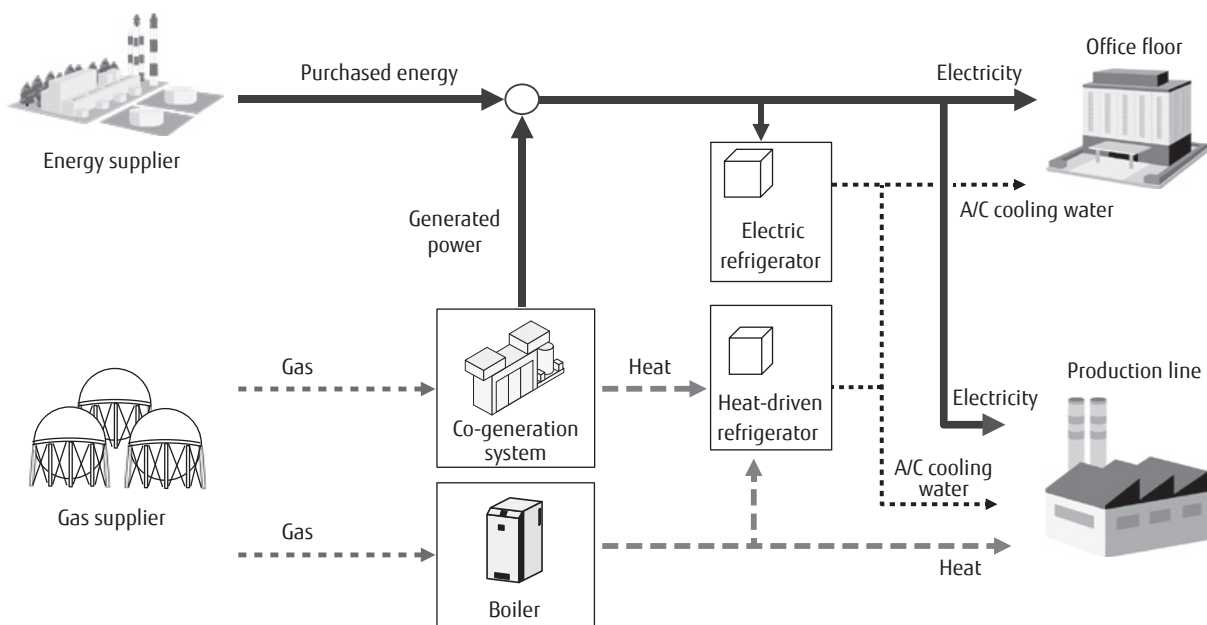 Office floor
Purchased energy
Electricity
Energy supplier
Generated
power
Electric
refrigerator
A/C cooling water
Gas
Heat
Production line
Co-generation
system
Heat-driven
refrigerator
Electricity
A/C cooling
water
Gas supplier
Gas
Heat
Boiler